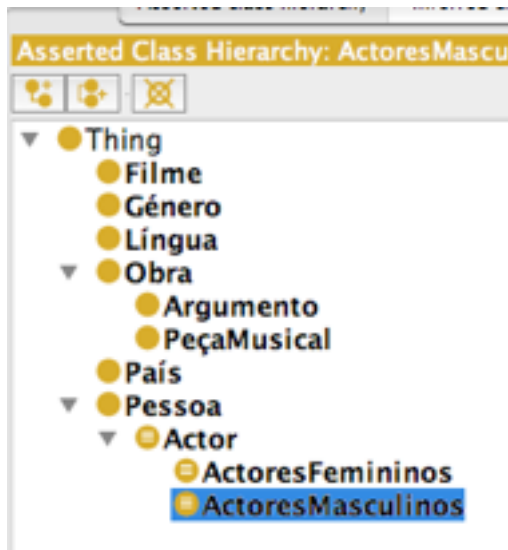 Asserted Class Hierarchy: ActoresMascu
Thing
Filme
Género
Língua
Obra
Argumento
PeçaMusical
País
Pessoa
Actor
ActoresFemininos
ActoresMasculinos